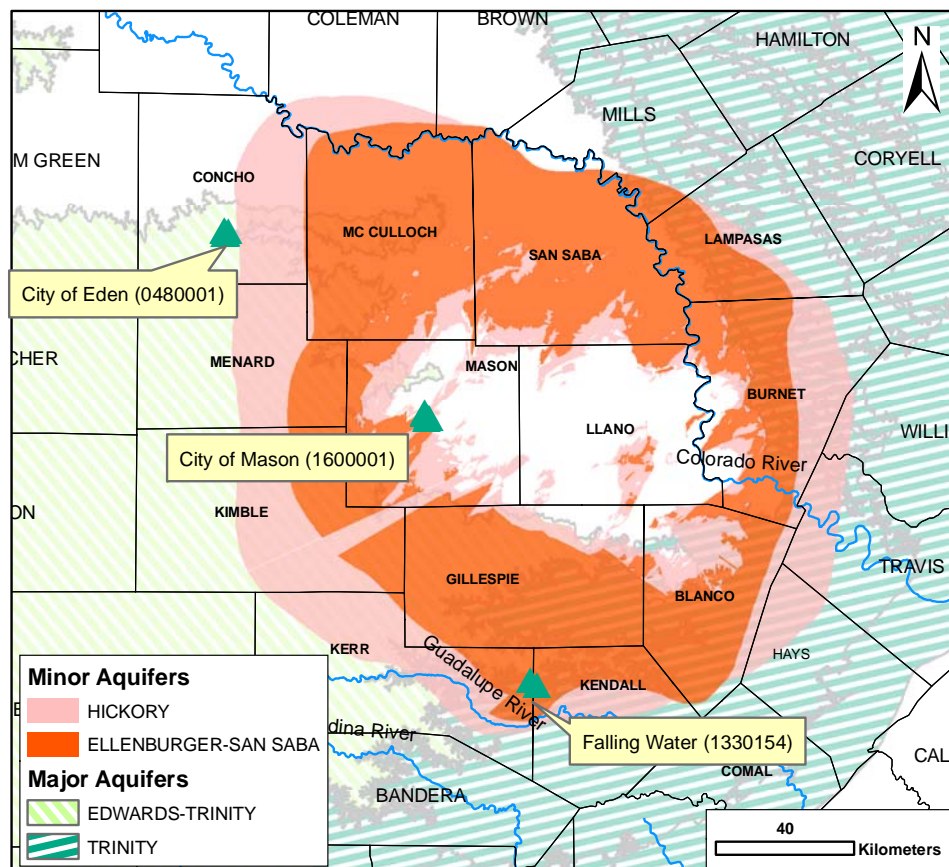 COLEMAN
BROWN
HAMILTON
N
MILLS
CORYELL
M GREEN
CONCHO
MC CULLOCH
SAN SABA
LAMPASAS
City of Eden (0480001)
CHER
MENARD
MASON
BURNET
LLANO
WILLI
City of Mason (1600001)
Colorado River
ON
KIMBLE
TRAVIS
GILLESPIE
BLANCO
KERR
HAYS
Guadalupe River
KENDALL
Minor Aquifers
HICKORY
ELLENBURGER-SAN SABA
dina River
Falling Water (1330154)
CAL
COMAL
Major Aquifers
EDWARDS-TRINITY
TRINITY
BANDERA
40
Kilometers